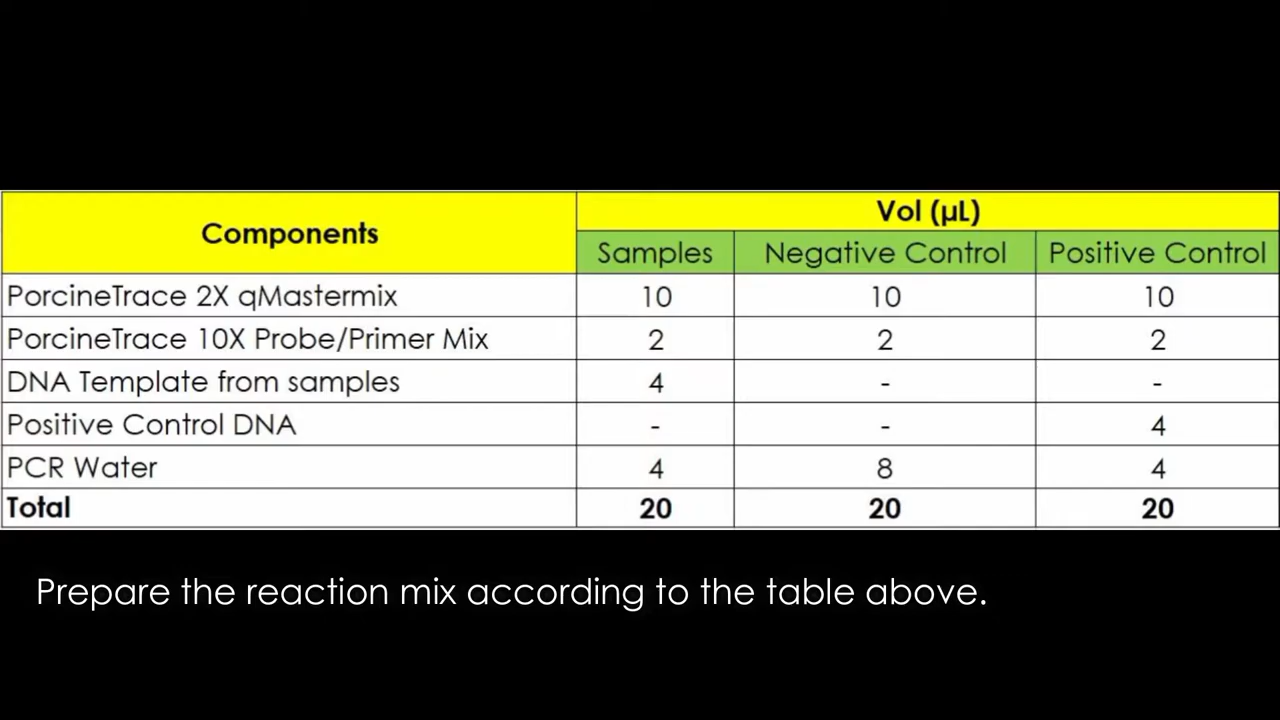 Components Vol (µL)
Samples Negative Control Positive Control
PorcineTrace 2X qMastermix 10 10 10
PorcineTrace 10X Probe/Primer Mix 2 2 2
DNA Template from samples 4 - -
Positive Control DNA - - 4
PCR Water 4 8 4
Total 20 20 20
Prepare the reaction mix according to the table above.